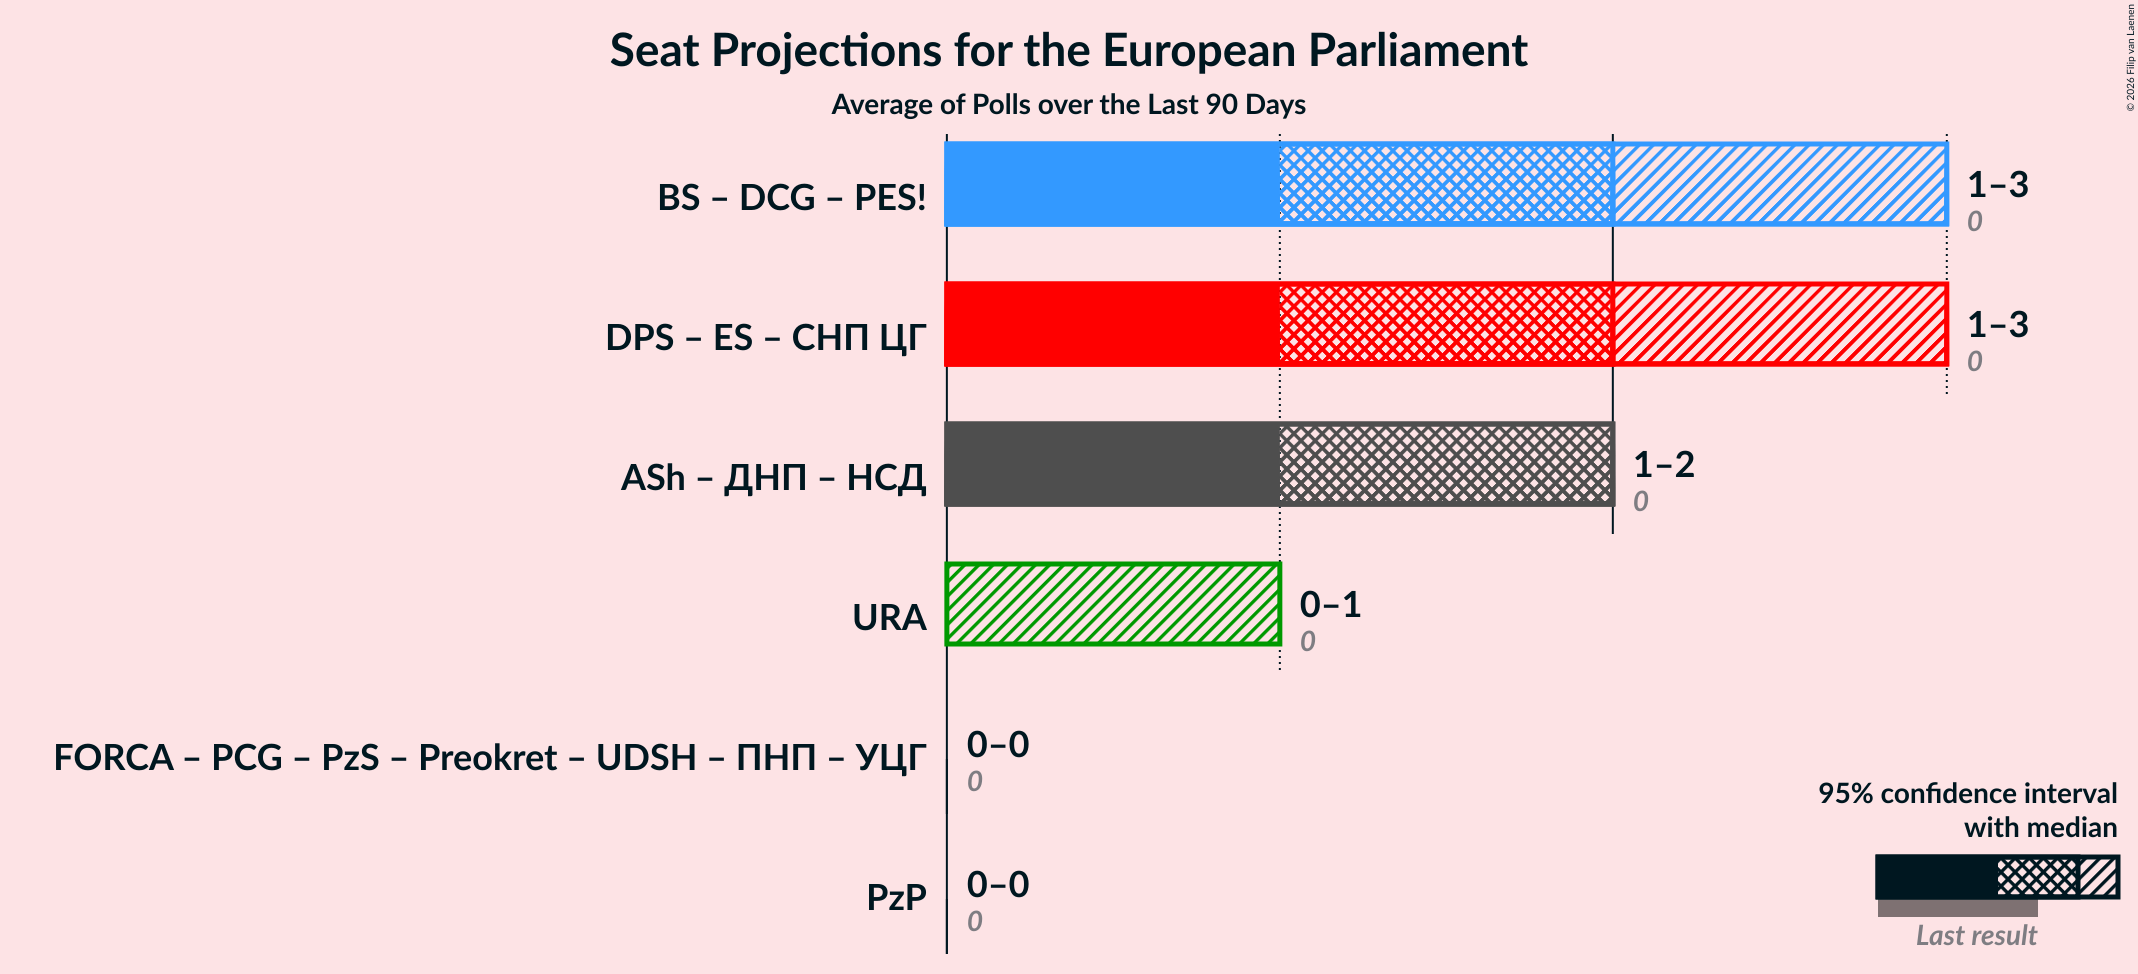 Seat Projections for the European Parliament
Average of Polls over the Last 90 Days
© 2026 Filip van Laenen
BS – DCG – PES!
1–3
0
DPS – ES – СНП ЦГ
1–3
0
ASh – ДНП – НСД
1–2
0
URA
0–1
0
FORCA – PCG – PzS – Preokret – UDSH – ПНП – УЦГ
0–0
0
PzP
0–0
0
95% confidence interval
with median
Last result